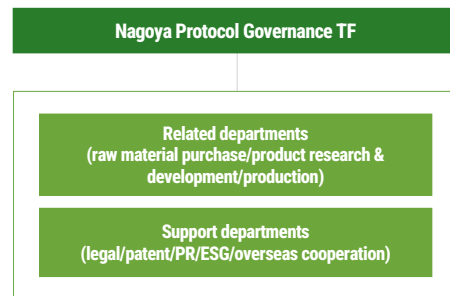 Nagoya Protocol Governance TF
Related departments
(raw material purchase/product research &
development/production)
Support departments
(legal/patent/PR/ESG/overseas cooperation)